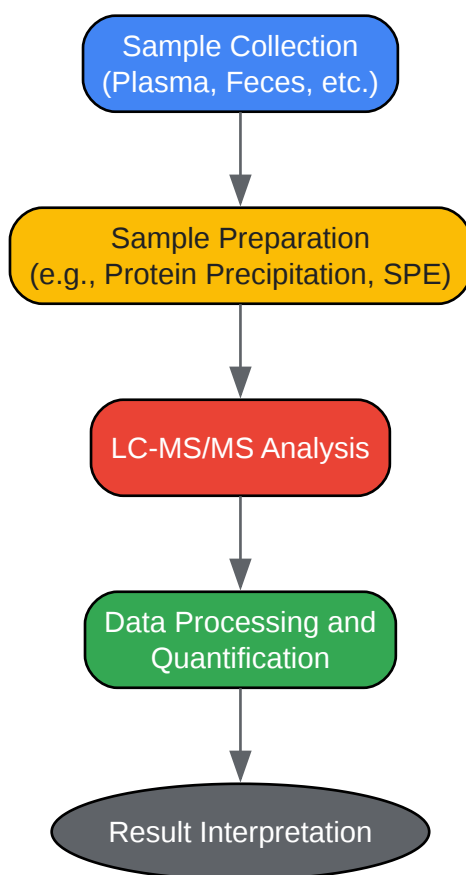 Sample Collection
(Plasma, Feces, etc.)
Sample Preparation
(e.g., Protein Precipitation, SPE)
LC-MS/MS Analysis
Data Processing and
Quantification
Result Interpretation